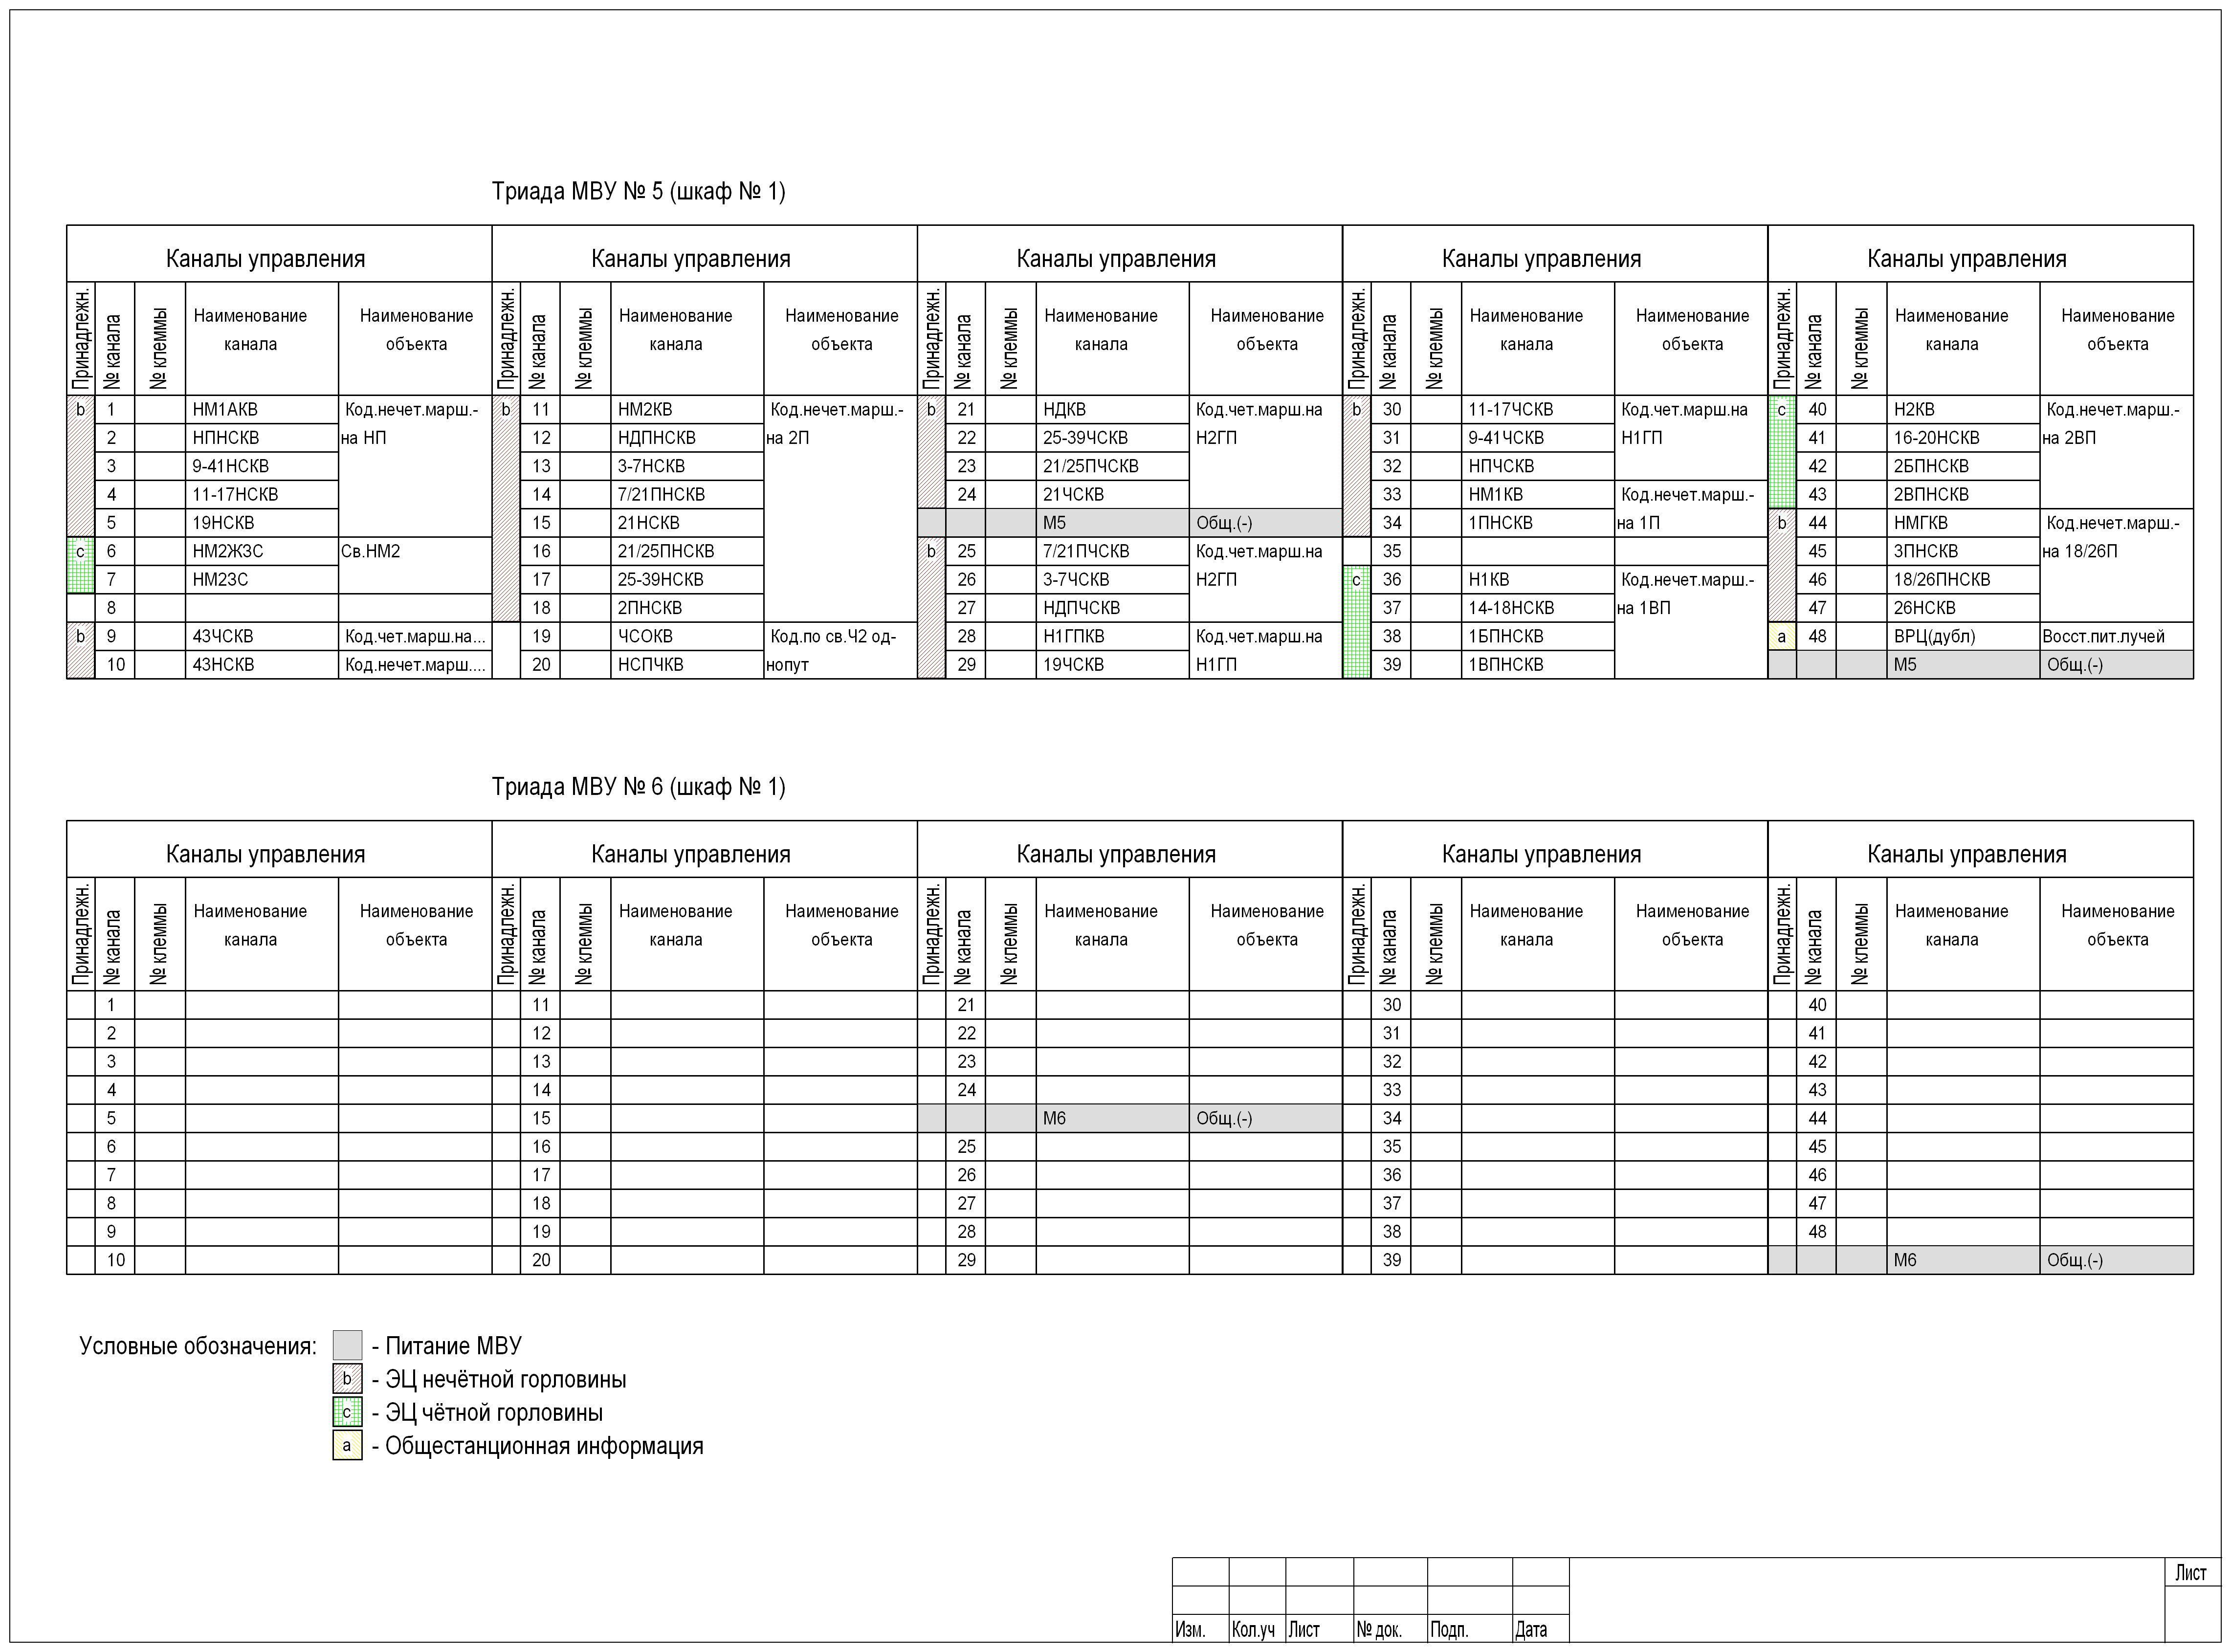 Триада МВУ № 5 (шкаф № 1)
Каналы управления Каналы управления Каналы управления Каналы управления Каналы управления
Принадлежн. № канала № клеммы Наименование канала Наименование объекта Принадлежн. № канала № клеммы Наименование канала Наименование объекта Принадлежн. № канала № клеммы Наименование канала Наименование объекта Принадлежн. № канала № клеммы Наименование канала Наименование объекта Принадлежн. № канала № клеммы Наименование канала Наименование объекта
b 1 НМ1АКВ Код.нечет.марш.- b 11 НМ2КВ Код.нечет.марш.- b 21 НДКВ Код.чет.марш.на b 30 11-17ЧСКВ Код.чет.марш.на c 40 Н2КВ Код.нечет.марш.-
2 НПНСКВ на НП 12 НДПНСКВ на 2П 22 25-39ЧСКВ Н2ГП 31 9-41ЧСКВ Н1ГП 41 16-20НСКВ на 2ВП
3 9-41НСКВ 13 3-7НСКВ 23 21/25ПЧСКВ 32 НПЧСКВ 42 2БПНСКВ
4 11-17НСКВ 14 7/21ПНСКВ 24 21ЧСКВ 33 НМ1КВ Код.нечет.марш.- 43 2ВПНСКВ
5 19НСКВ 15 21НСКВ М5 Общ.(-) 34 1ПНСКВ на 1П b 44 НМГКВ Код.нечет.марш.-
c 6 НМ2ЖЗС Св.НМ2 16 21/25ПНСКВ b 25 7/21ПЧСКВ Код.чет.марш.на 35 45 3ПНСКВ на 18/26П
7 НМ2ЗС 17 25-39НСКВ 26 3-7ЧСКВ Н2ГП c 36 Н1КВ Код.нечет.марш.- 46 18/26ПНСКВ
8 18 2ПНСКВ 27 НДПЧСКВ 37 14-18НСКВ на 1ВП 47 26НСКВ
b 9 43ЧСКВ Код.чет.марш.на... 19 ЧСОКВ Код.по св.Ч2 од- 28 Н1ГПКВ Код.чет.марш.на 38 1БПНСКВ a 48 ВРЦ(дубл) Восст.пит.лучей
10 43НСКВ Код.нечет.марш.... 20 НСПЧКВ нопут 29 19ЧСКВ Н1ГП 39 1ВПНСКВ М5 Общ.(-)
Триада МВУ № 6 (шкаф № 1)
Каналы управления Каналы управления Каналы управления Каналы управления Каналы управления
Принадлежн. № канала № клеммы Наименование канала Наименование объекта Принадлежн. № канала № клеммы Наименование канала Наименование объекта Принадлежн. № канала № клеммы Наименование канала Наименование объекта Принадлежн. № канала № клеммы Наименование канала Наименование объекта Принадлежн. № канала № клеммы Наименование канала Наименование объекта
1 11 21 30 40
2 12 22 31 41
3 13 23 32 42
4 14 24 33 43
5 15 М6 Общ.(-) 34 44
6 16 25 35 45
7 17 26 36 46
8 18 27 37 47
9 19 28 38 48
10 20 29 39 М6 Общ.(-)
Условные обозначения: - Питание МВУ
b - ЭЦ нечётной горловины
c - ЭЦ чётной горловины
a - Общестанционная информация
Лист
Изм. Кол.уч Лист № док. Подп. Дата